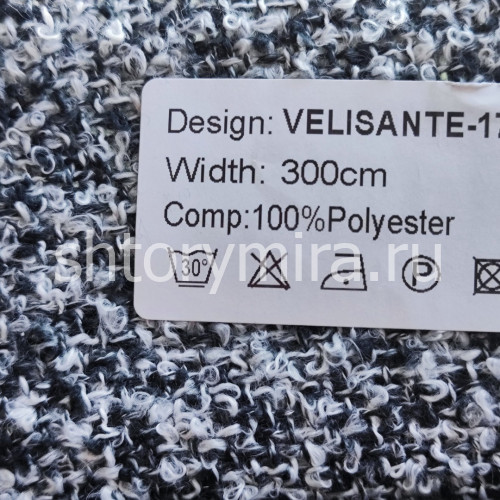 Design: VELISANTE-17
Width: 300cm
Comp:100%Polyester
shtorymira.ru
30° P